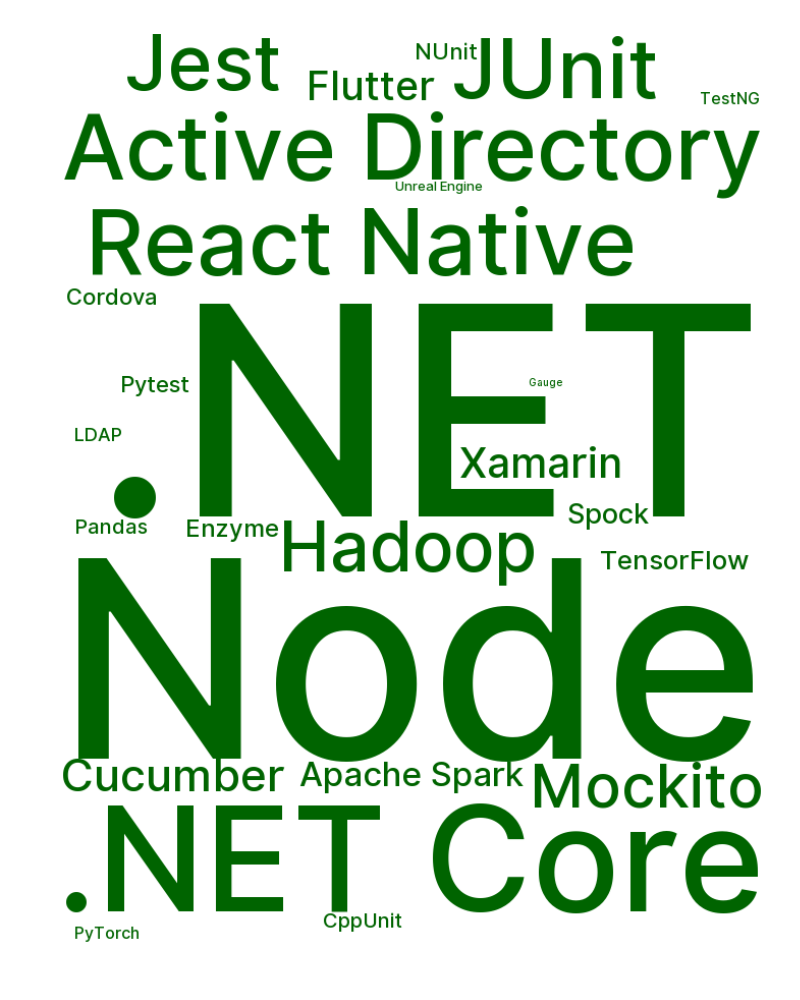 Jest
NUnit
JUnit
Flutter
TestNG
Active Directory
Unreal Engine
React Native
Cordova
.NET
Pytest
Gauge
LDAP
Xamarin
Spock
Pandas
Enzyme
Hadoop
TensorFlow
Node
Cucumber
Apache Spark
Mockito
.NET Core
CppUnit
PyTorch